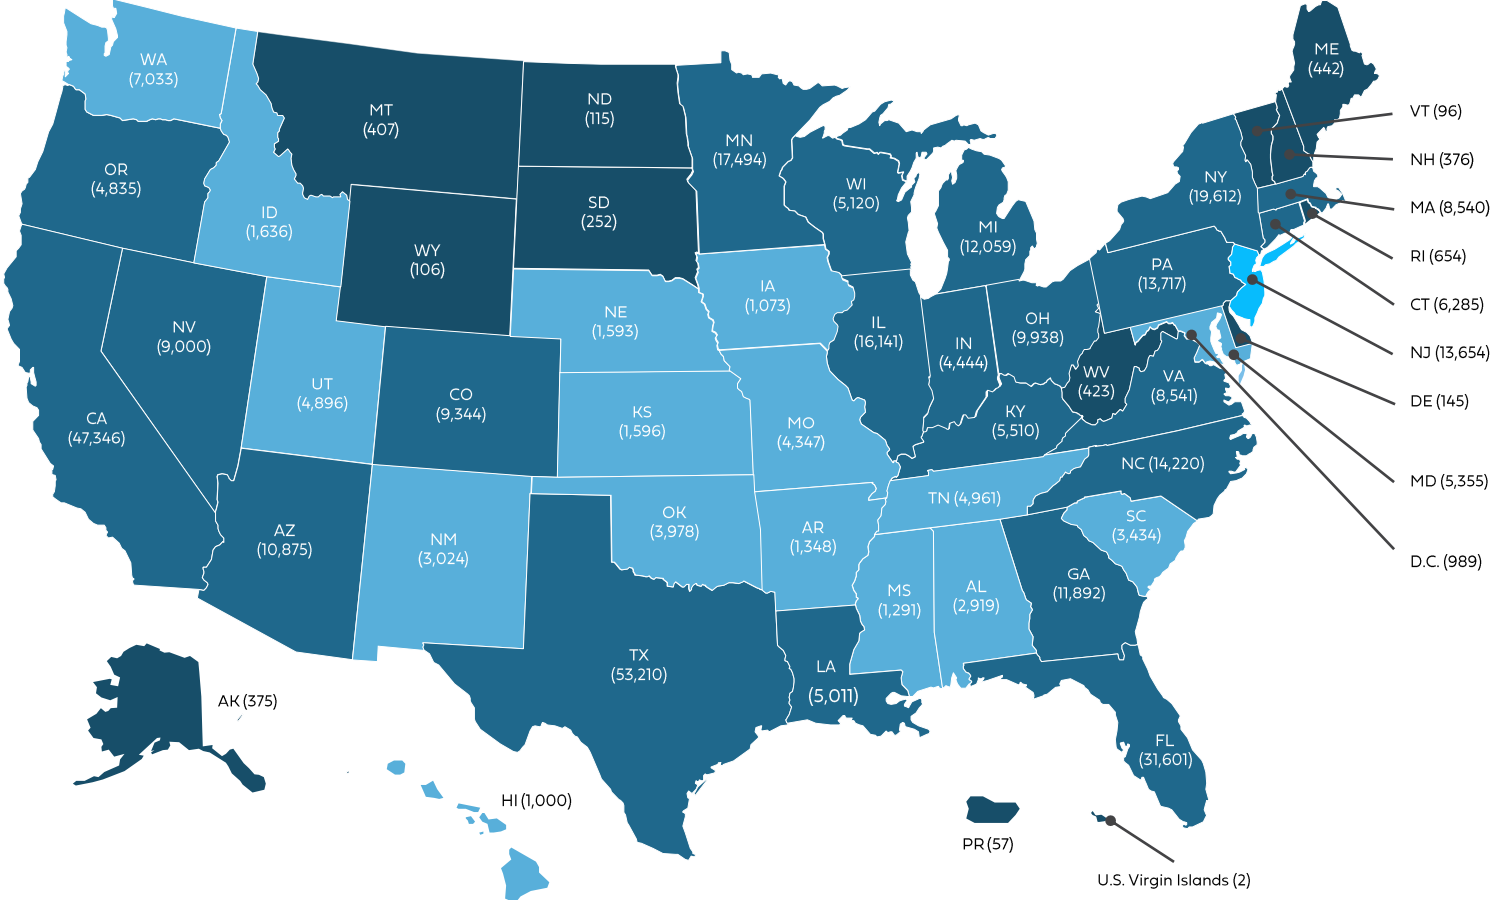 WA
(7,033)
MT
(407)
ND
(115)
MN
(17,494)
ME
(442)
VT (96)
NH (376)
OR
(4,835)
ID
(1,636)
SD
(252)
WI
(5,120)
NY
(19,612)
MA (8,540)
WY
(106)
MI
(12,059)
RI (654)
PA
(13,717)
IA
(1,073)
CT (6,285)
NE
(1,593)
NV
(9,000)
IL
(16,141)
IN
(4,444)
OH
(9,938)
NJ (13,654)
UT
(4,896)
CO
(9,344)
WV
(423)
VA
(8,541)
DE (145)
CA
(47,346)
KS
(1,596)
MO
(4,347)
KY
(5,510)
NC (14,220)
MD (5,355)
TN (4,961)
AZ
(10,875)
NM
(3,024)
OK
(3,978)
AR
(1,348)
SC
(3,434)
D.C. (989)
MS
(1,291)
AL
(2,919)
GA
(11,892)
TX
(53,210)
LA
(5,011)
AK (375)
FL
(31,601)
HI (1,000)
PR (57)
U.S. Virgin Islands (2)